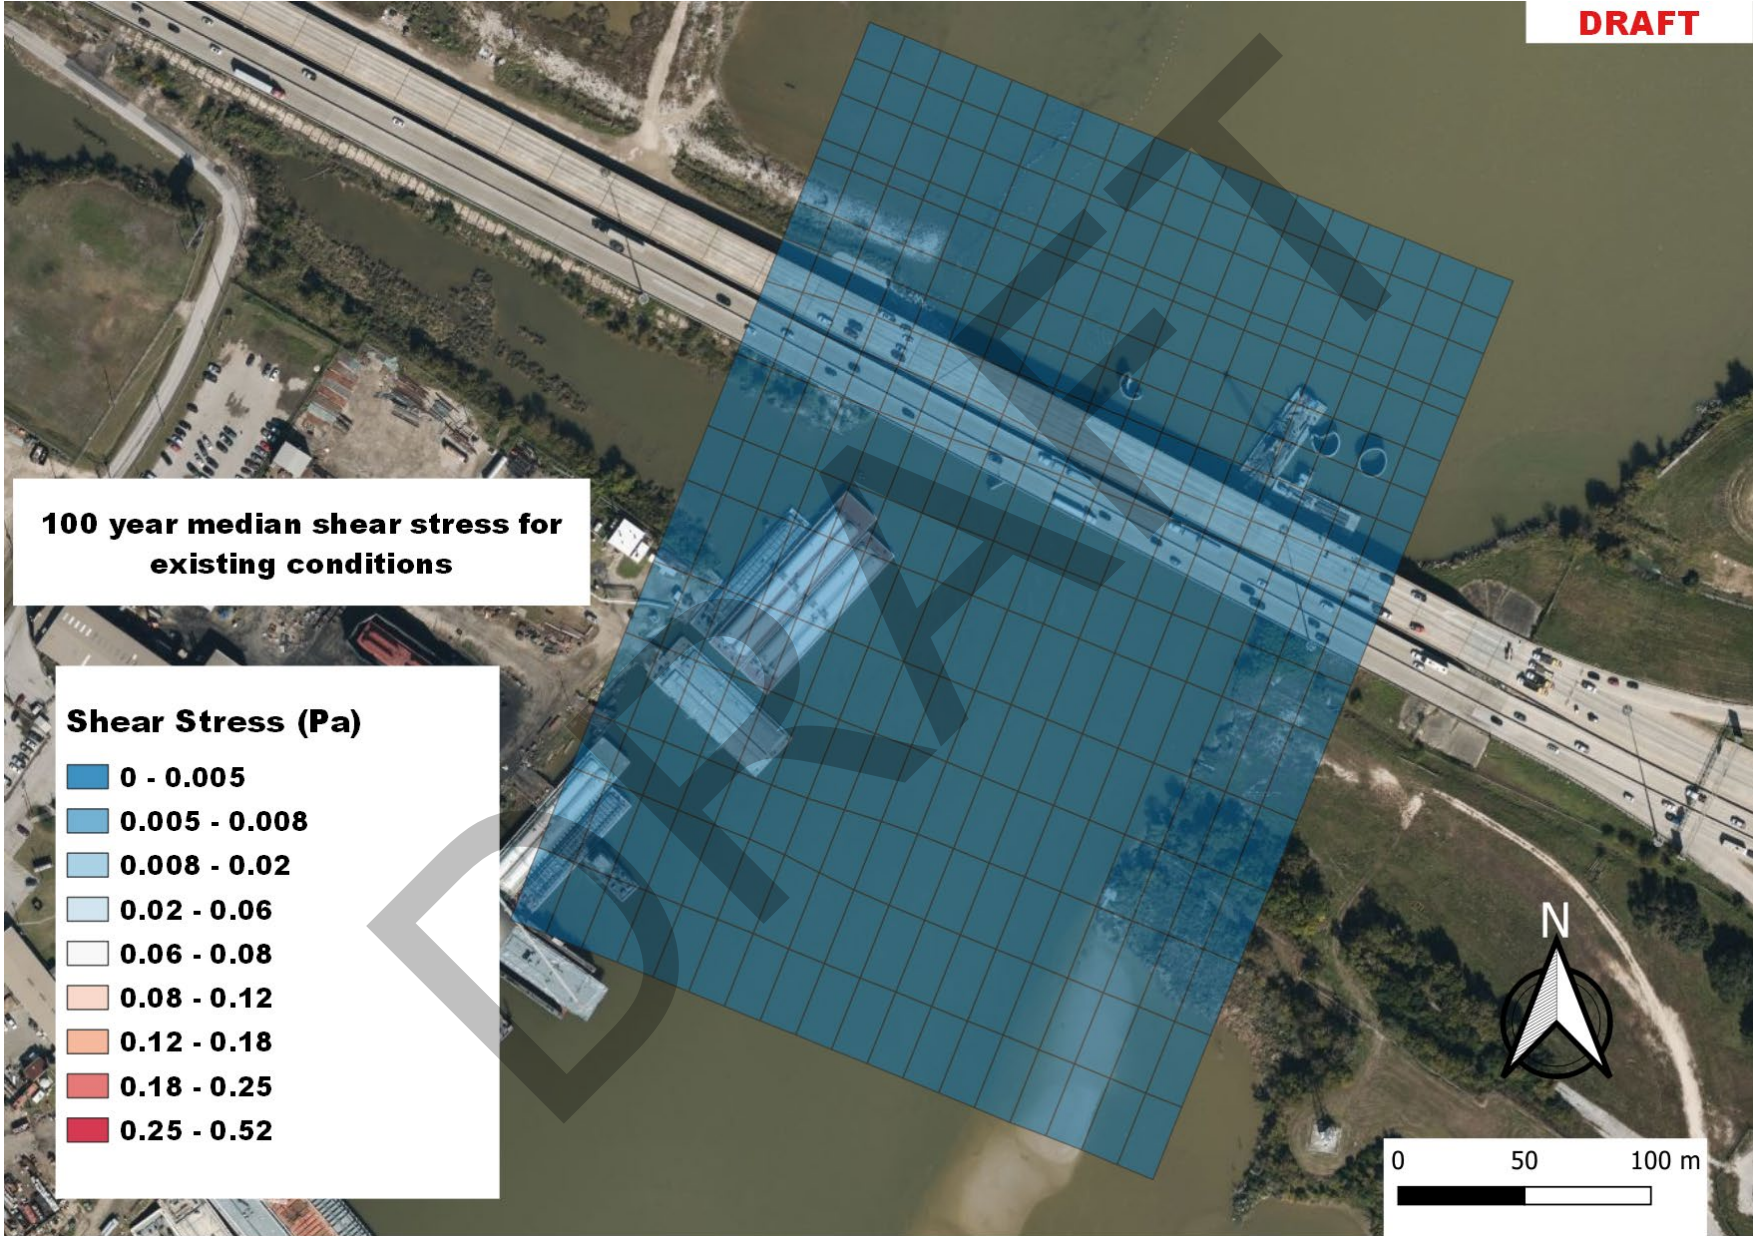 DRAFT
DRAFT
100 year median shear stress for
existing conditions
Shear Stress (Pa)
0 - 0.005
0.005 - 0.008
0.008 - 0.02
0.02 - 0.06
0.06 - 0.08
0.08 - 0.12
0.12 - 0.18
0.18 - 0.25
0.25 - 0.52
N
0 50 100 m